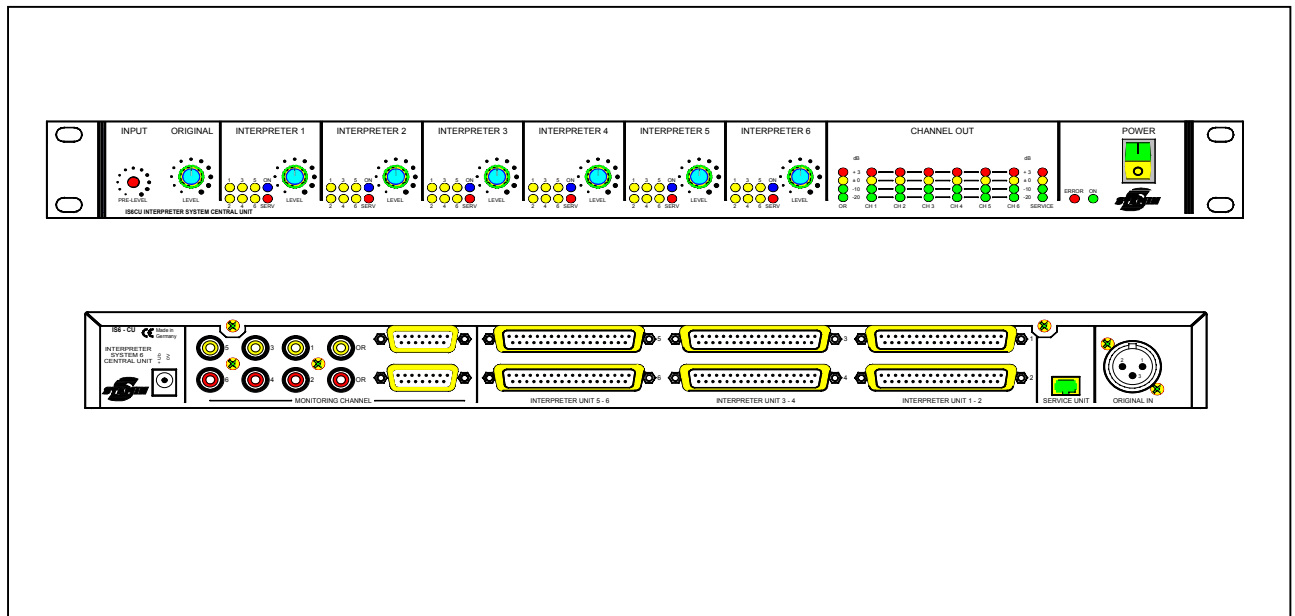 INPUT ORIGINAL INTERPRETER 1 INTERPRETER 2 INTERPRETER 3 INTERPRETER 4 INTERPRETER 5 INTERPRETER 6 CHANNEL OUT POWER
dB dB
1 3 5 ON 1 3 5 ON 1 3 5 ON 1 3 5 ON 1 3 5 ON 1 3 5 ON
+ 3 + 3
± 0 ± 0
-10 -10
-20 -20
ERROR ON
PRE-LEVEL LEVEL 2 4 6 SERV LEVEL 2 4 6 SERV LEVEL 2 4 6 SERV LEVEL 2 4 6 SERV LEVEL 2 4 6 SERV LEVEL 2 4 6 SERV LEVEL
OR CH 1 CH 2 CH 3 CH 4 CH 5 CH 6 SERVICE
IS6CU INTERPRETER SYSTEM CENTRAL UNIT
IS6 - CU CE Made in
Germany
INTERPRETER
SYSTEM 6
CENTRAL UNIT
+ Ub
0V
5 3 1 OR
6 4 2 OR
5 3 1
6 4 2
2 1
3
MONITORING CHANNEL INTERPRETER UNIT 5 - 6 INTERPRETER UNIT 3 - 4 INTERPRETER UNIT 1 - 2 SERVICE UNIT ORIGINAL IN